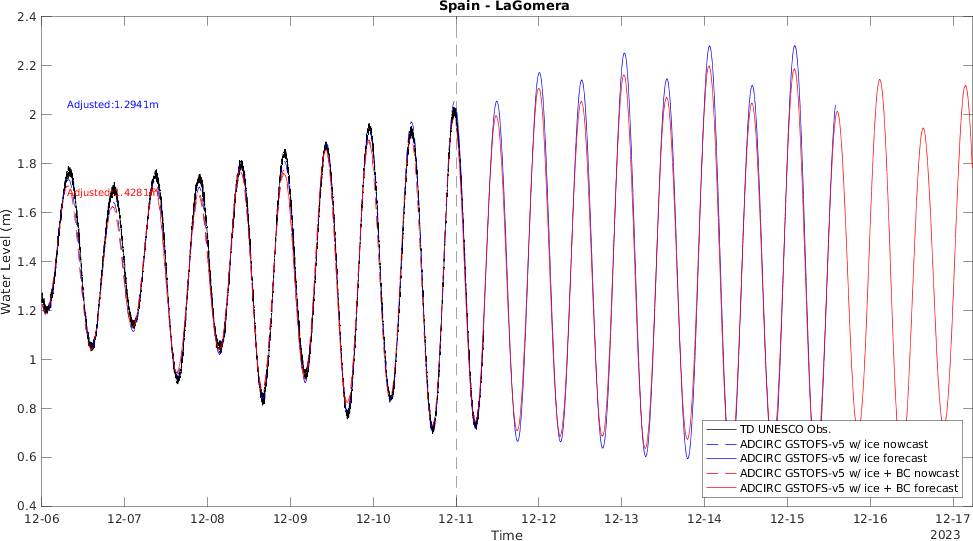 Spain - LaGomera
2.4
2.2
2
1.8
1.6
1.4
1.2
1
0.8
0.6
0.4
Water Level (m)
Adjusted:1.2941m
TD UNESCO Obs.
ADCIRC GSTOFS-v5 w/ ice nowcast
ADCIRC GSTOFS-v5 w/ ice forecast
ADCIRC GSTOFS-v5 w/ ice + BC nowcast
ADCIRC GSTOFS-v5 w/ ice + BC forecast
12-06 12-07 12-08 12-09 12-10 12-11 12-12 12-13 12-14 12-15 12-16 12-17
Time
2023